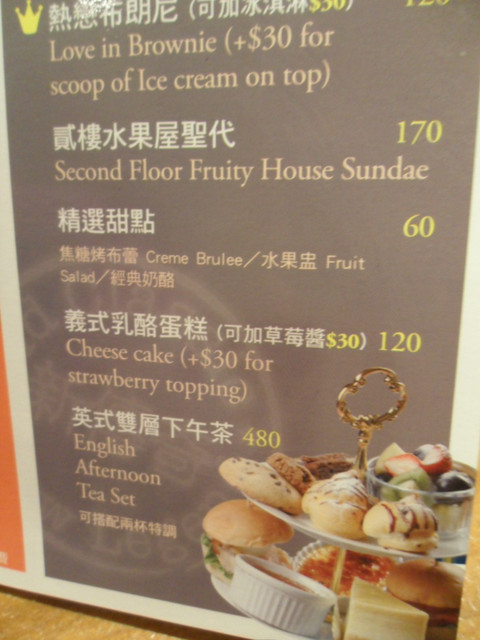 熱戀布朗尼 (可加冰淇淋$30) 120
Love in Brownie (+$30 for
scoop of Ice cream on top)
貳樓水果屋聖代 170
Second Floor Fruity House Sundae
精選甜點 60
焦糖烤布蕾 Creme Brulee／水果盅 Fruit
Salad／經典奶酪
義式乳酪蛋糕 (可加草莓醬$30) 120
Cheese cake (+$30 for
strawberry topping)
英式雙層下午茶 480
English
Afternoon
Tea Set
可搭配兩杯特調